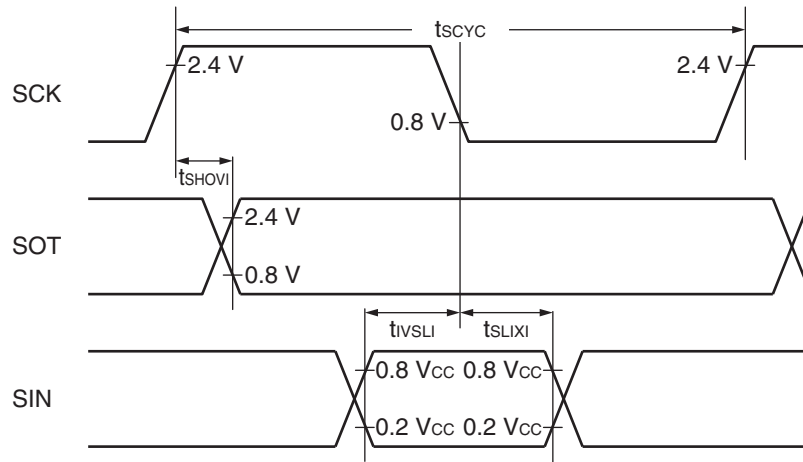 tSCYC
SCK
2.4 V
0.8 V
2.4 V
tSHOVI
SOT
2.4 V
0.8 V
tIVSLI
tSLIXI
SIN
0.8 VCC
0.8 VCC
0.2 VCC
0.2 VCC